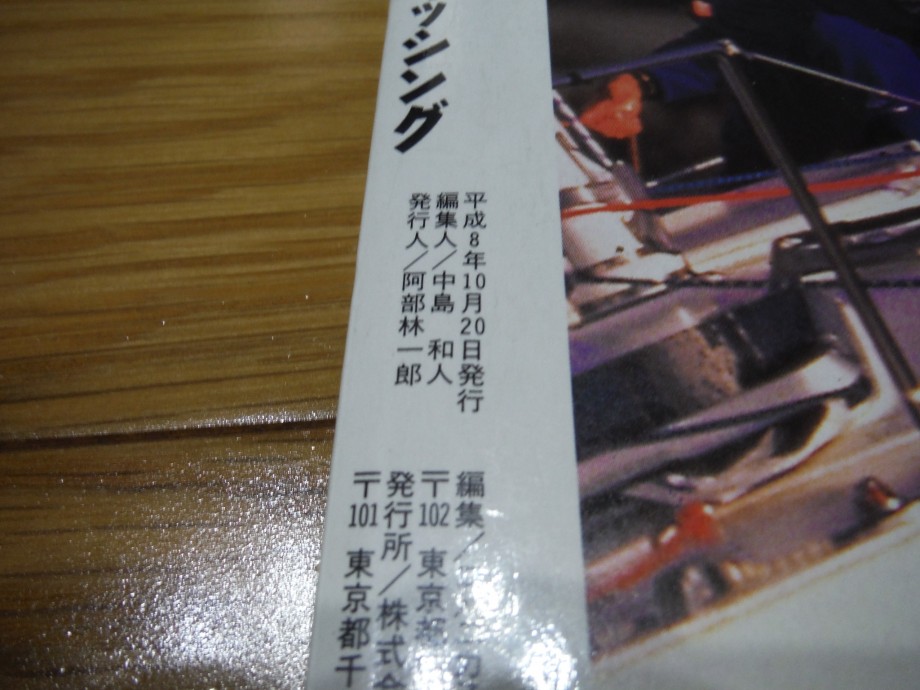 ッシング
平成8年10月20日発行
編集人／中島 和人
発行人／阿部林一郎
編集／
〒102 東京都
発行所／株式会
〒101 東京都千